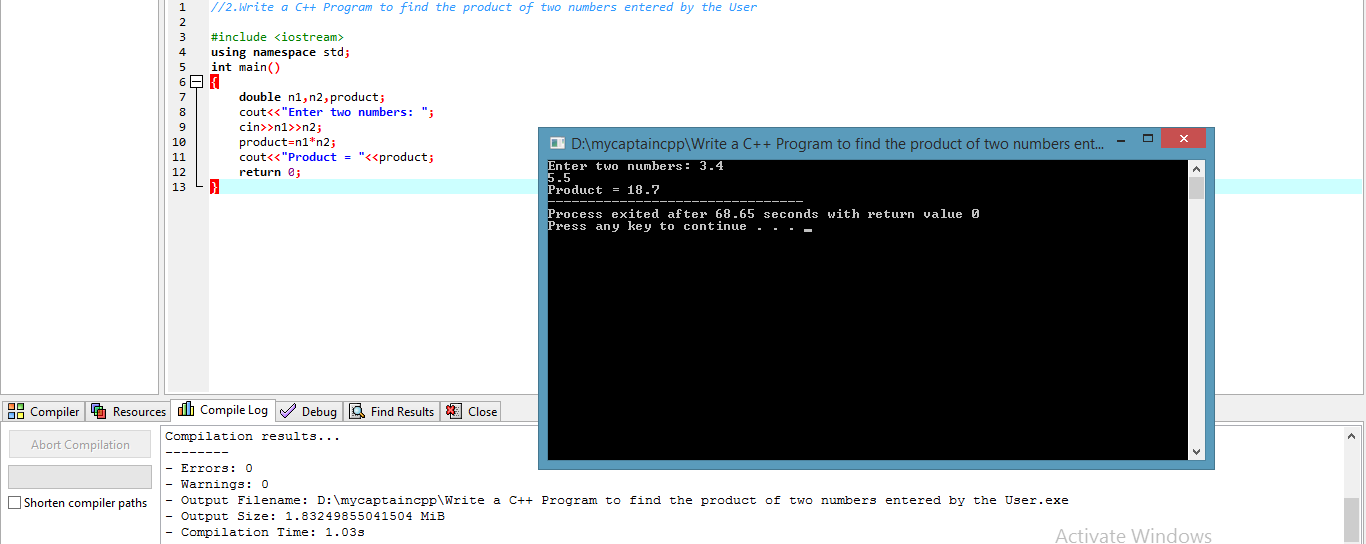 1 //2.Write a C++ Program to find the product of two numbers entered by the User
2
3 #include <iostream>
4 using namespace std;
5 int main()
6 {
7 double n1,n2,product;
8 cout<<"Enter two numbers: ";
9 cin>>n1>>n2;
10 product=n1*n2;
11 cout<<"Product = "<<product;
12 return 0;
13 }
D:\mycaptaincpp\Write a C++ Program to find the product of two numbers ent...
Enter two numbers: 3.4
5.5
Product = 18.7
--------------------------------
Process exited after 68.65 seconds with return value 0
Press any key to continue . . . _
Compiler Resources Compile Log Debug Find Results Close
Abort Compilation
Shorten compiler paths
Compilation results...
--------
- Errors: 0
- Warnings: 0
- Output Filename: D:\mycaptaincpp\Write a C++ Program to find the product of two numbers entered by the User.exe
- Output Size: 1.83249855041504 MiB
- Compilation Time: 1.03s
Activate Windows